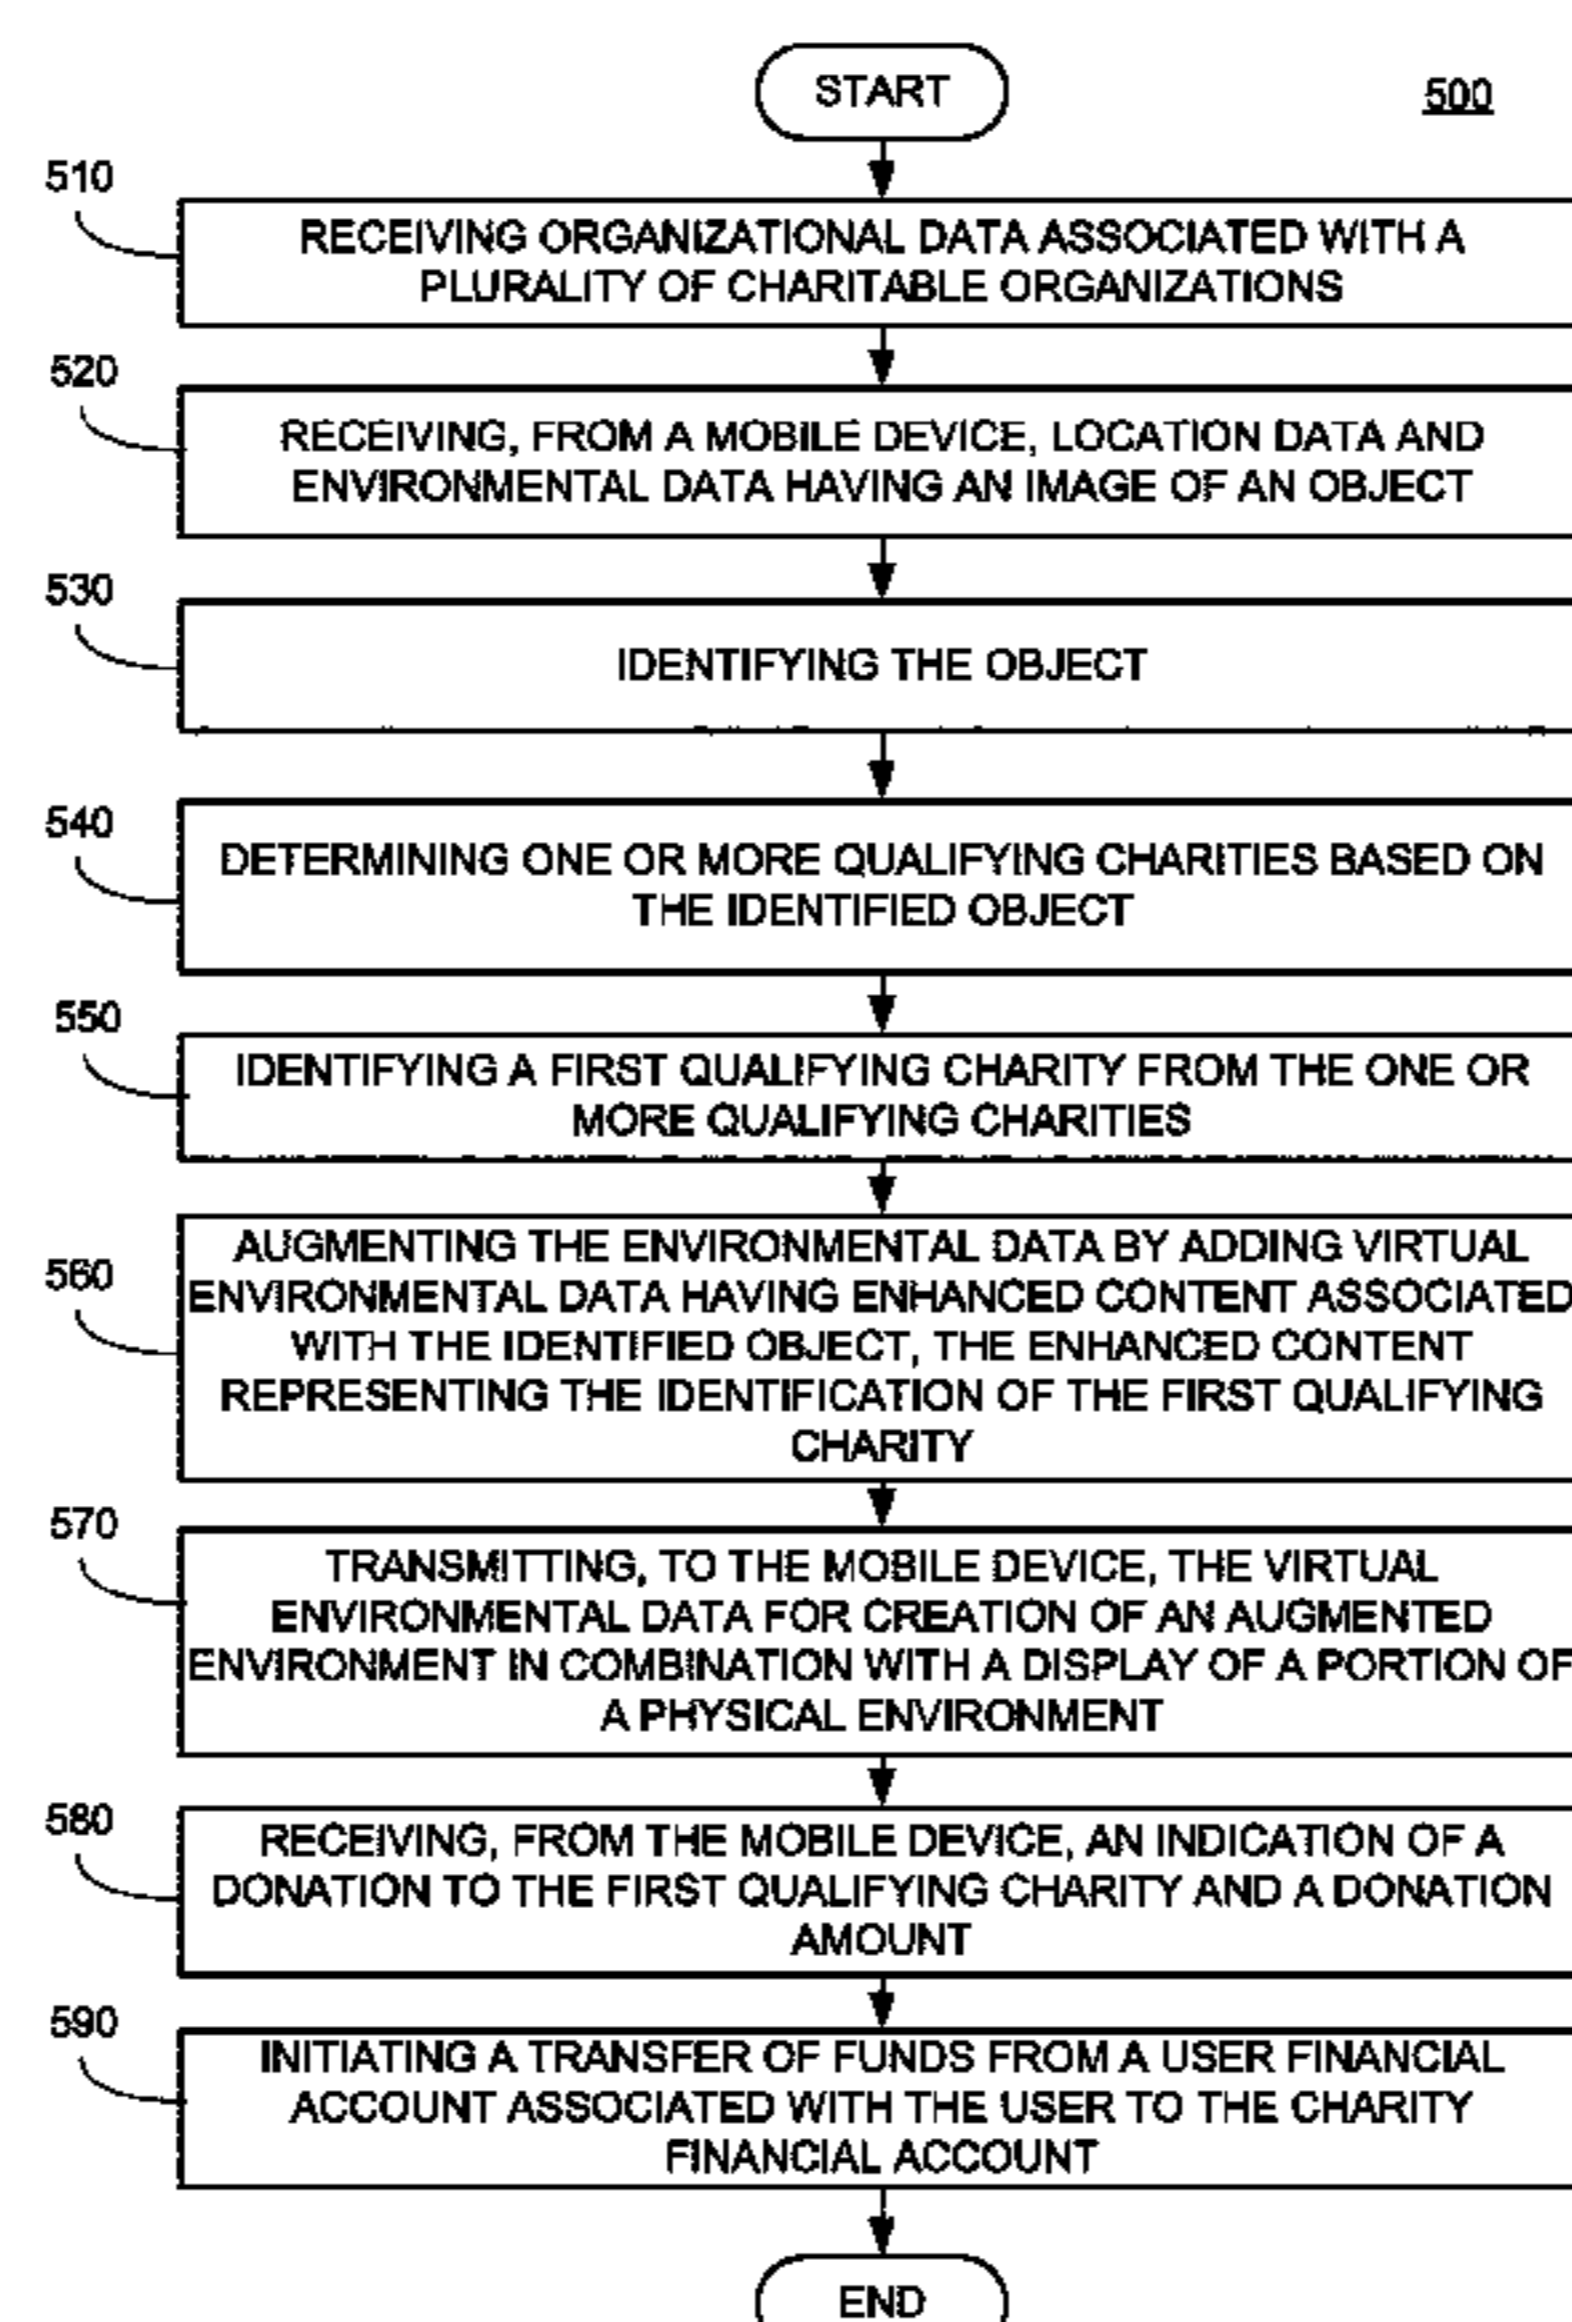 START
500
510
RECEIVING ORGANIZATIONAL DATA ASSOCIATED WITH A
PLURALITY OF CHARITABLE ORGANIZATIONS
520
RECEIVING, FROM A MOBILE DEVICE, LOCATION DATA AND
ENVIRONMENTAL DATA HAVING AN IMAGE OF AN OBJECT
530
IDENTIFYING THE OBJECT
540
DETERMINING ONE OR MORE QUALIFYING CHARITIES BASED ON
THE IDENTIFIED OBJECT
550
IDENTIFYING A FIRST QUALIFYING CHARITY FROM THE ONE OR
MORE QUALIFYING CHARITIES
560
AUGMENTING THE ENVIRONMENTAL DATA BY ADDING VIRTUAL
ENVIRONMENTAL DATA HAVING ENHANCED CONTENT ASSOCIATED
WITH THE IDENTIFIED OBJECT, THE ENHANCED CONTENT
REPRESENTING THE IDENTIFICATION OF THE FIRST QUALIFYING
CHARITY
570
TRANSMITTING, TO THE MOBILE DEVICE, THE VIRTUAL
ENVIRONMENTAL DATA FOR CREATION OF AN AUGMENTED
ENVIRONMENT IN COMBINATION WITH A DISPLAY OF A PORTION OF
A PHYSICAL ENVIRONMENT
580
RECEIVING, FROM THE MOBILE DEVICE, AN INDICATION OF A
DONATION TO THE FIRST QUALIFYING CHARITY AND A DONATION
AMOUNT
590
INITIATING A TRANSFER OF FUNDS FROM A USER FINANCIAL
ACCOUNT ASSOCIATED WITH THE USER TO THE CHARITY
FINANCIAL ACCOUNT
END